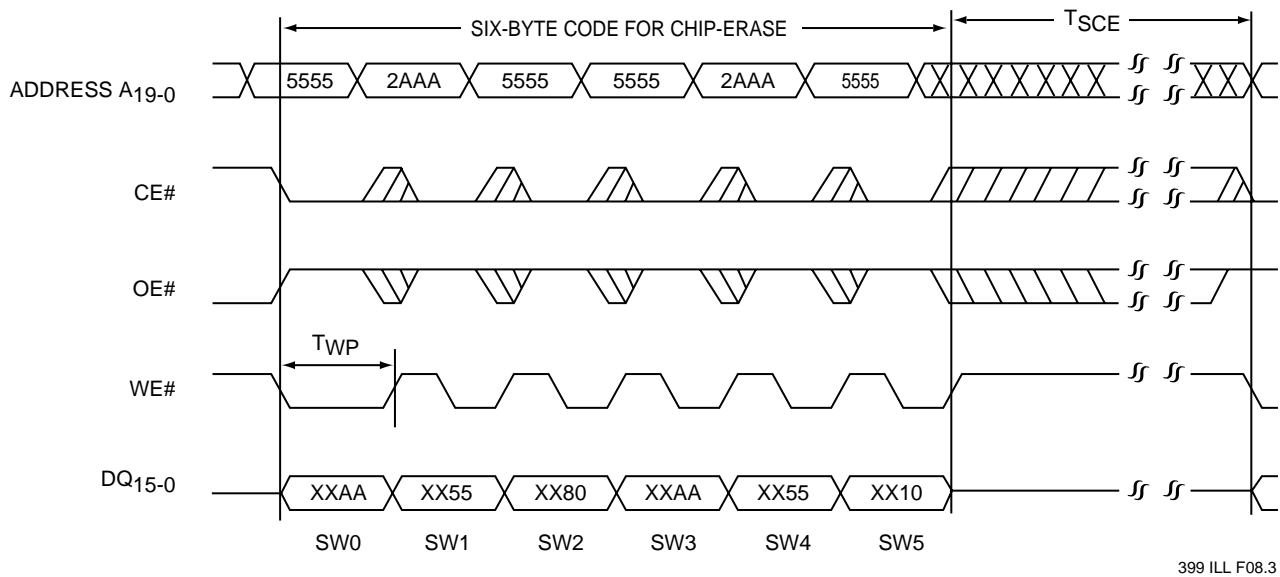 SIX-BYTE CODE FOR CHIP-ERASE TSCE
ADDRESS A19-0 5555 2AAA 5555 5555 2AAA 5555
CE#
OE#
TWP
WE#
DQ15-0 XXAA XX55 XX80 XXAA XX55 XX10
SW0 SW1 SW2 SW3 SW4 SW5
399 ILL F08.3